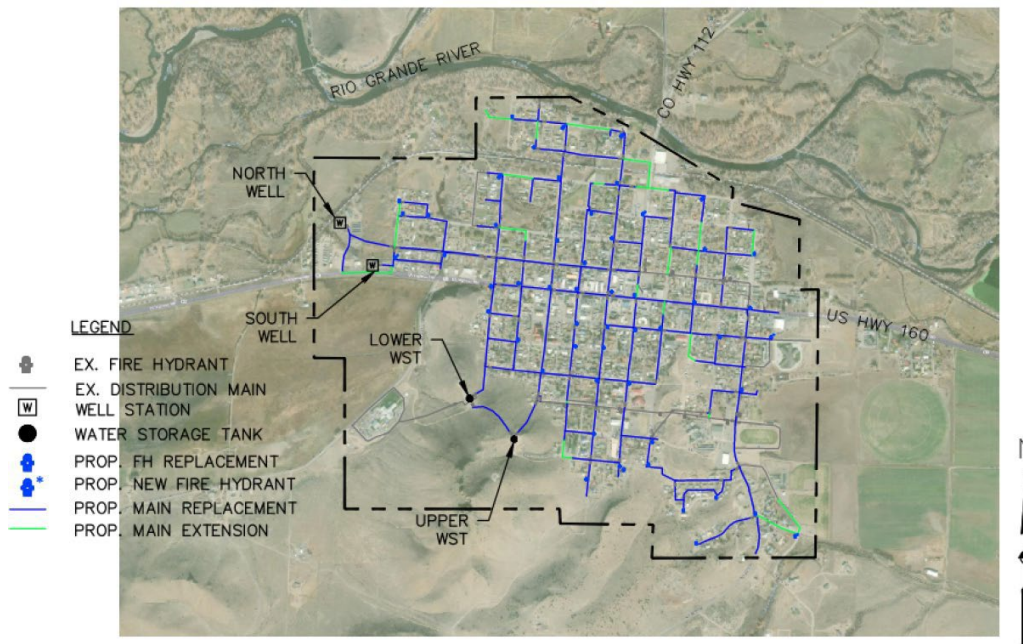 RIO GRANDE RIVER
CO HWY 112
NORTH
WELL
W
W
SOUTH
WELL
LOWER
WST
US HWY 160
UPPER
WST
LEGEND
EX. FIRE HYDRANT
EX. DISTRIBUTION MAIN
W WELL STATION
WATER STORAGE TANK
PROP. FH REPLACEMENT
* PROP. NEW FIRE HYDRANT
PROP. MAIN REPLACEMENT
PROP. MAIN EXTENSION